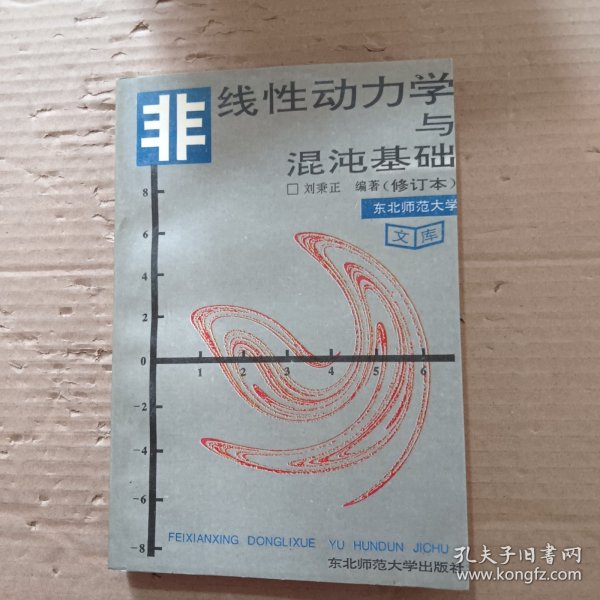 非线性动力学
与
混沌基础
□ 刘秉正 编著(修订本)
东北师范大学
文库
8
6
4
2
0
1 2 3 4 5 6
-2
-4
-6
-8
FEIXIANXING DONGLIXUE YU HUNDUN JICHU
东北师范大学出版社
孔夫子旧书网
www.kongfz.com